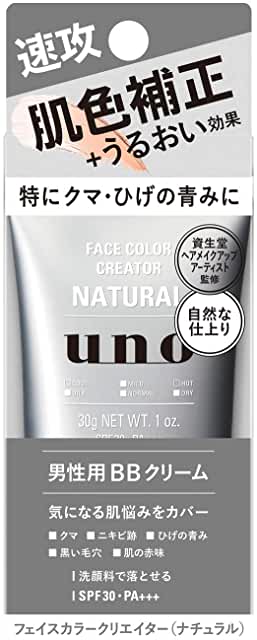 速攻
肌色補正
+うるおい効果
特にクマ・ひげの青みに
資生堂
ヘアメイクアップ
アーティスト
監修
FACE COLOR
CREATOR
NATURAL
自然な
仕上り
uno
MILD
HOT
NORMAL
DRY
30g NET WT. 1 oz.
男性用BBクリーム
気になる肌悩みをカバー
■クマ ■ニキビ跡 ■ひげの青み
■黒い毛穴 ■肌の赤味
洗顔料で落とせる
SPF30・PA+++
フェイスカラークリエイター(ナチュラル)